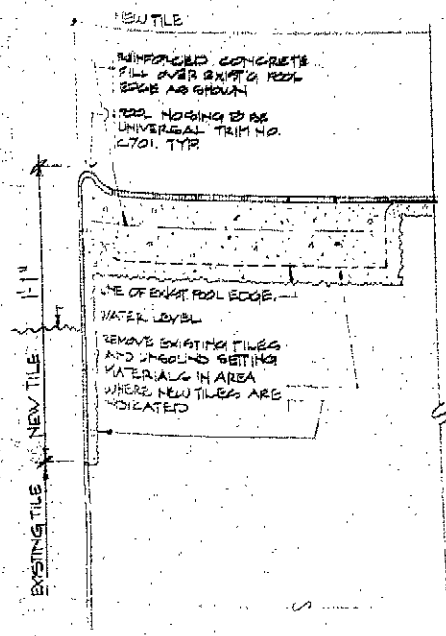 NEW TILE
REINFORCED CONCRETE
FILL OVER EXIST'G POOL
EDGE AS SHOWN
POOL NOSING TO BE
UNIVERSAL TRIM NO.
C701. TYP.
1'-1"
LINE OF EXIST. POOL EDGE.
WATER LEVEL
REMOVE EXISTING TILES
AND UNSOUND SETTING
MATERIALS IN AREA
WHERE NEW TILES ARE
INDICATED
NEW TILE
EXISTING TILE